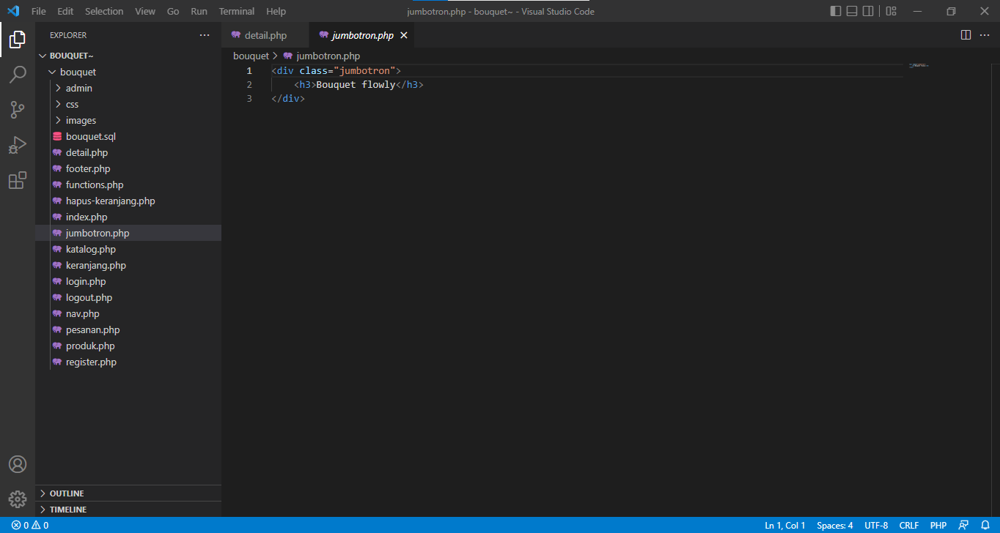 File Edit Selection View Go Run Terminal Help jumbotron.php - bouquet~ - Visual Studio Code
EXPLORER
BOUQUET~
bouquet
admin
css
images
bouquet.sql
detail.php
footer.php
functions.php
hapus-keranjang.php
index.php
jumbotron.php
katalog.php
keranjang.php
login.php
logout.php
nav.php
pesanan.php
produk.php
register.php
OUTLINE
TIMELINE
detail.php jumbotron.php
bouquet > jumbotron.php
1 <div class="jumbotron">
2 <h3>Bouquet flowly</h3>
3 </div>
0 0 Ln 1, Col 1 Spaces: 4 UTF-8 CRLF PHP